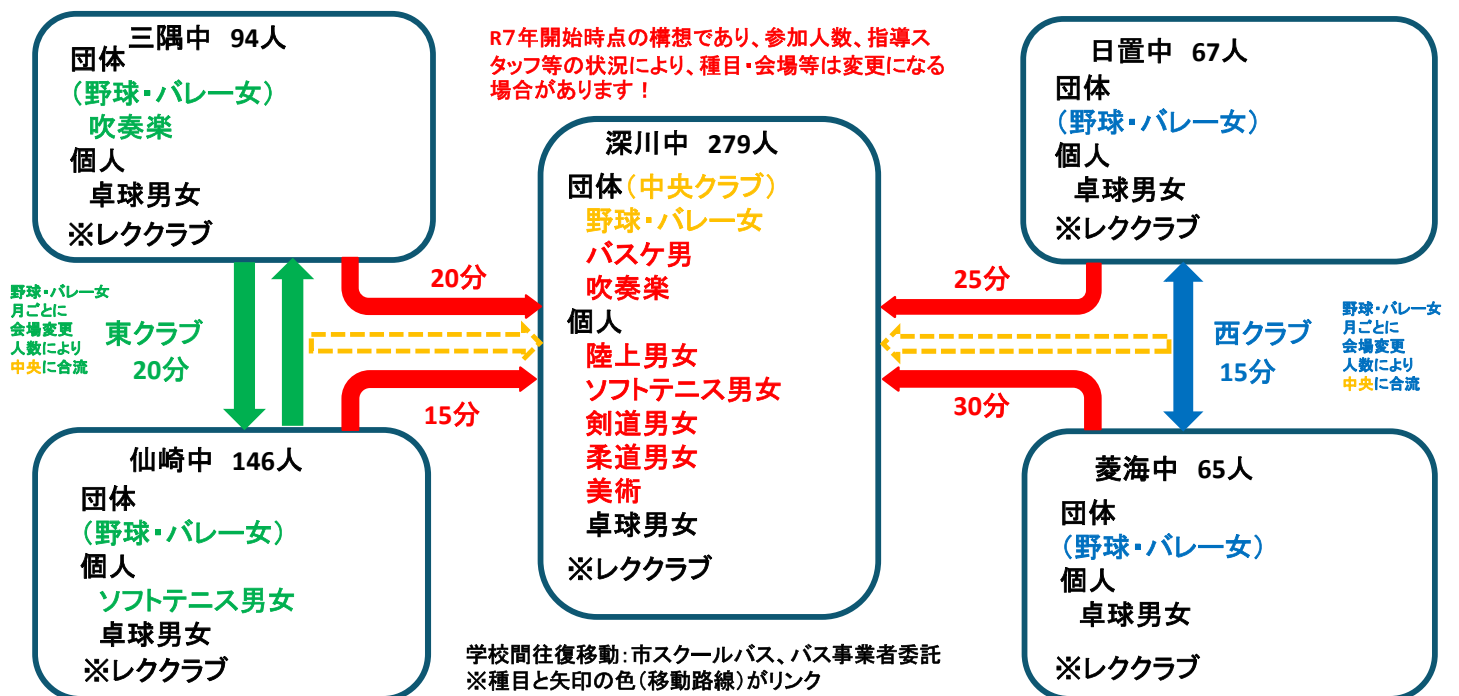 三隅中 94人
団体
(野球・バレー女)
吹奏楽
個人
卓球男女
※レククラブ
R7年開始時点の構想であり、参加人数、指導ス
タッフ等の状況により、種目・会場等は変更になる
場合があります!
日置中 67人
団体
(野球・バレー女)
個人
卓球男女
※レククラブ
深川中 279人
団体(中央クラブ)
野球・バレー女
バスケ男
吹奏楽
個人
陸上男女
ソフトテニス男女
剣道男女
柔道男女
美術
卓球男女
※レククラブ
野球・バレー女
月ごとに
会場変更
人数により
中央に合流
東クラブ
20分
20分
15分
25分
30分
西クラブ
15分
野球・バレー女
月ごとに
会場変更
人数により
中央に合流
仙崎中 146人
団体
(野球・バレー女)
個人
ソフトテニス男女
卓球男女
※レククラブ
菱海中 65人
団体
(野球・バレー女)
個人
卓球男女
※レククラブ
学校間往復移動:市スクールバス、バス事業者委託
※種目と矢印の色(移動路線)がリンク